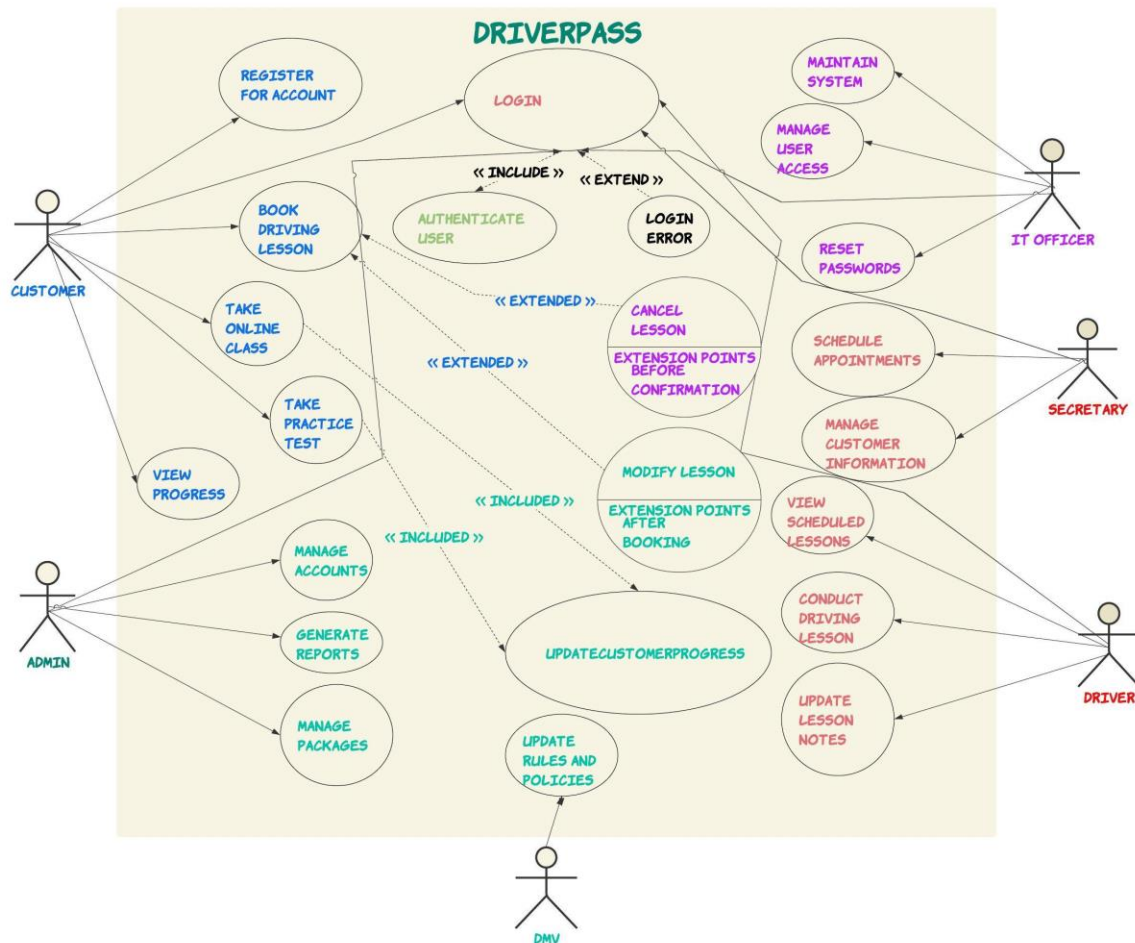 DRIVERPASS
REGISTER
FOR ACCOUNT
LOGIN
MAINTAIN
SYSTEM
MANAGE
USER
ACCESS
« INCLUDE »
« EXTEND »
AUTHENTICATE
USER
LOGIN
ERROR
BOOK
DRIVING
LESSON
IT OFFICER
RESET
PASSWORDS
CUSTOMER
« EXTENDED »
CANCEL
LESSON
EXTENSION POINTS
BEFORE
CONFIRMATION
TAKE
ONLINE
CLASS
SCHEDULE
APPOINTMENTS
« EXTENDED »
SECRETARY
TAKE
PRACTICE
TEST
MANAGE
CUSTOMER
INFORMATION
VIEW
PROGRESS
MODIFY LESSON
EXTENSION POINTS
AFTER
BOOKING
« INCLUDED »
« INCLUDED »
VIEW
SCHEDULED
LESSONS
MANAGE
ACCOUNTS
CONDUCT
DRIVING
LESSON
GENERATE
REPORTS
UPDATECUSTOMERPROGRESS
ADMIN
DRIVER
MANAGE
PACKAGES
UPDATE
LESSON
NOTES
UPDATE
RULES AND
POLICIES
DMV